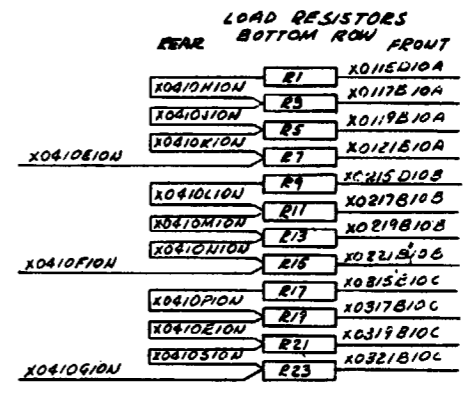 LOAD RESISTORS
BOTTOM ROW
REAR FRONT
R1 X0115D10A
X0410H10N R3 X0117B10A
X0410J10N R5 X0119B10A
X0410K10N R7 X0121B10A
X0410E10N
R9 X0215D10B
X0410L10N R11 X0217B10B
X0410M10N R13 X0219B10B
X0410N10N R15 X0221B10B
X0410F10N
R17
X0410P10N R19 X0317B10C
X0410R10N R21 X0319B10C
X0410S10N R23 X0321B10C
X0410G10N